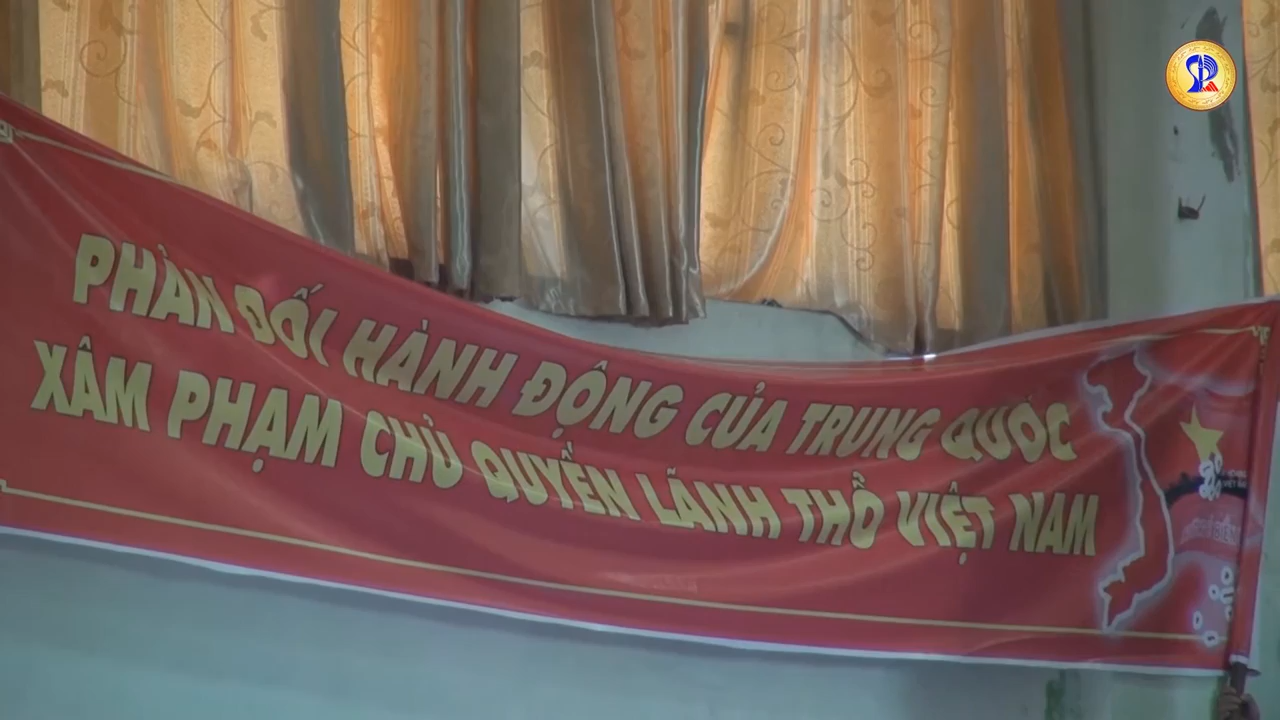 PHẢN ĐỐI HÀNH ĐỘNG CỦA TRUNG QUỐC
XÂM PHẠM CHỦ QUYỀN LÃNH THỔ VIỆT NAM